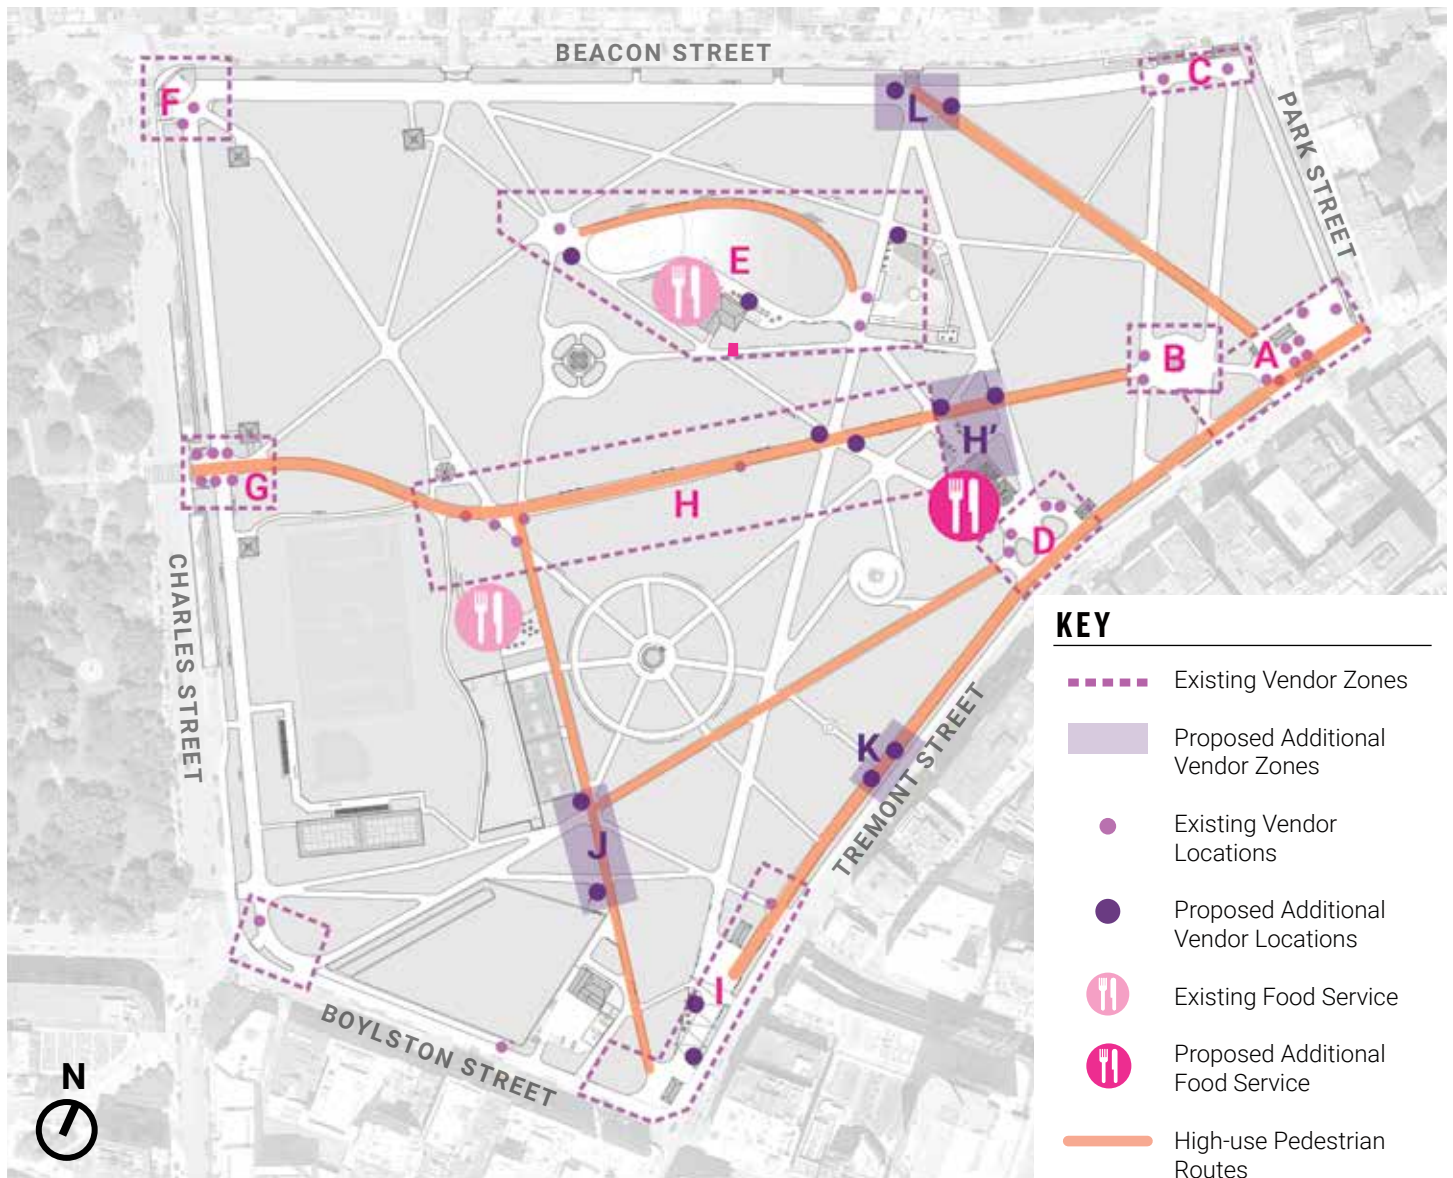 BEACON STREET
C
F
L
PARK STREET
E
B
A
H′
G
H
D
CHARLES STREET
KEY
Existing Vendor Zones
Proposed Additional
Vendor Zones
Existing Vendor
Locations
Proposed Additional
Vendor Locations
Existing Food Service
Proposed Additional
Food Service
High-use Pedestrian
Routes
K
TREMONT STREET
J
I
BOYLSTON STREET
N